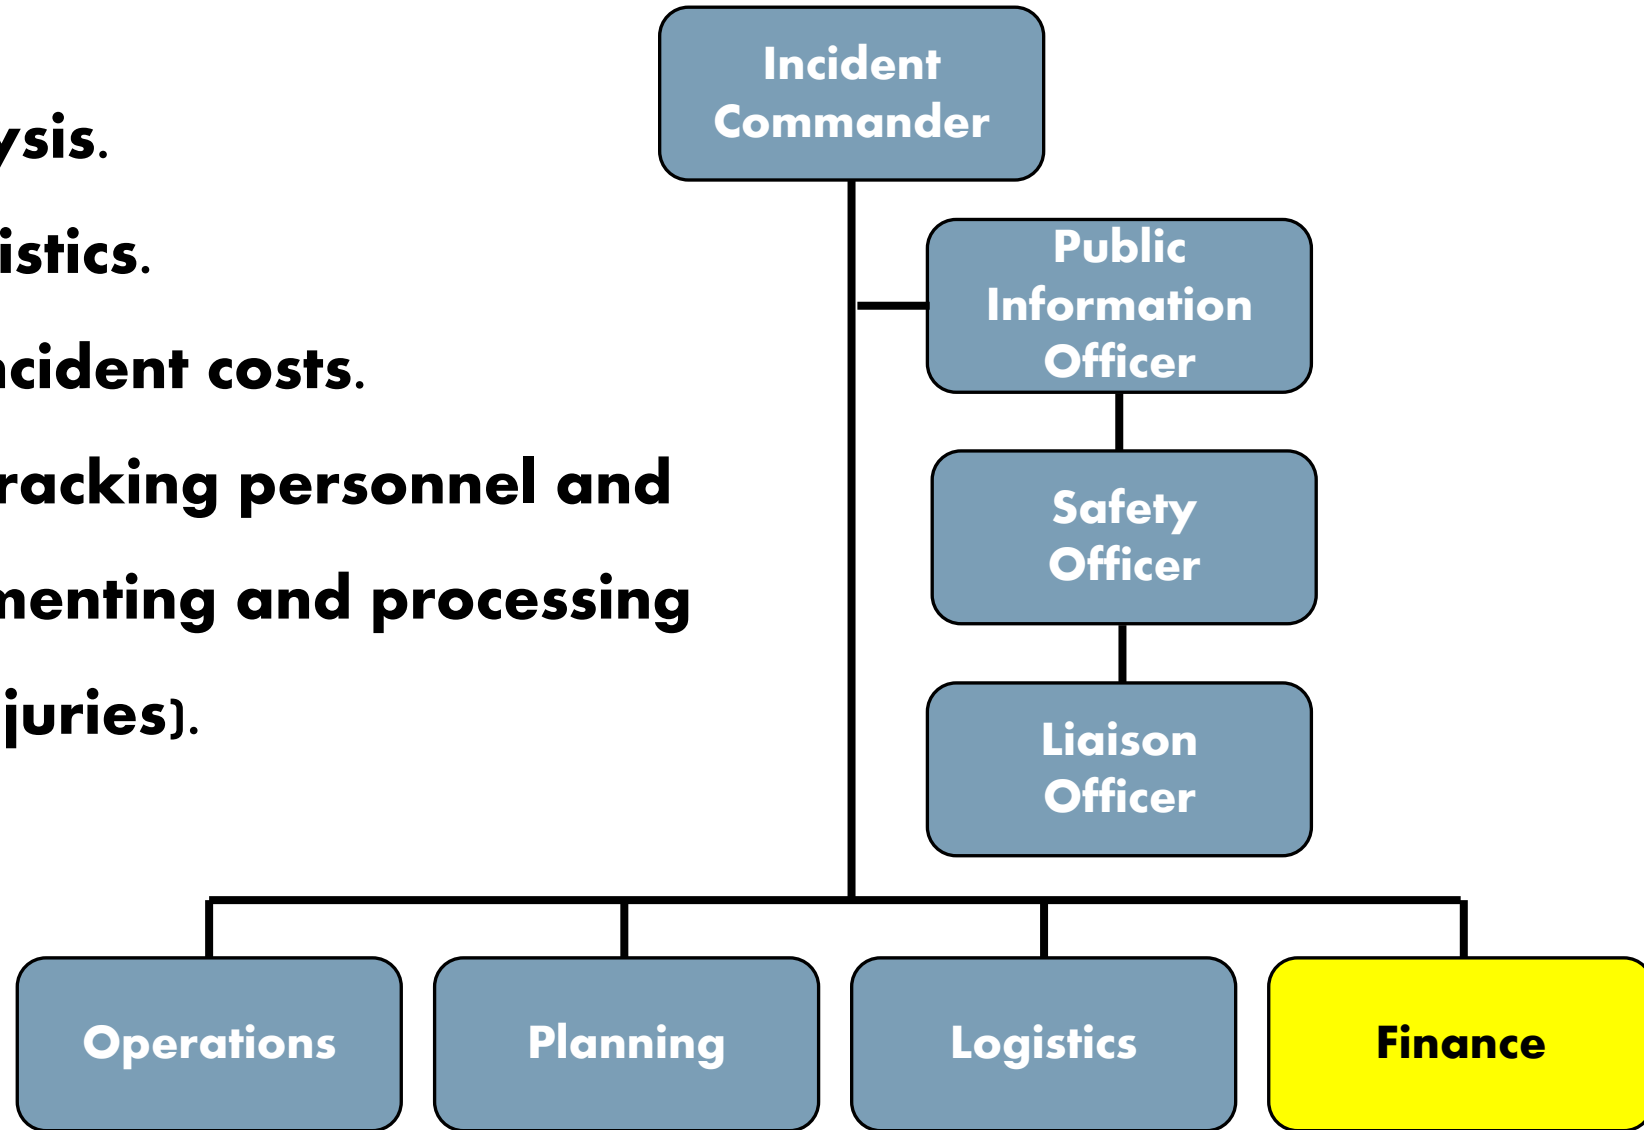 ysis.
istics.
ncident costs.
racking personnel and
menting and processing
juries).
Incident
Commander
Public
Information
Officer
Safety
Officer
Liaison
Officer
Operations
Planning
Logistics
Finance